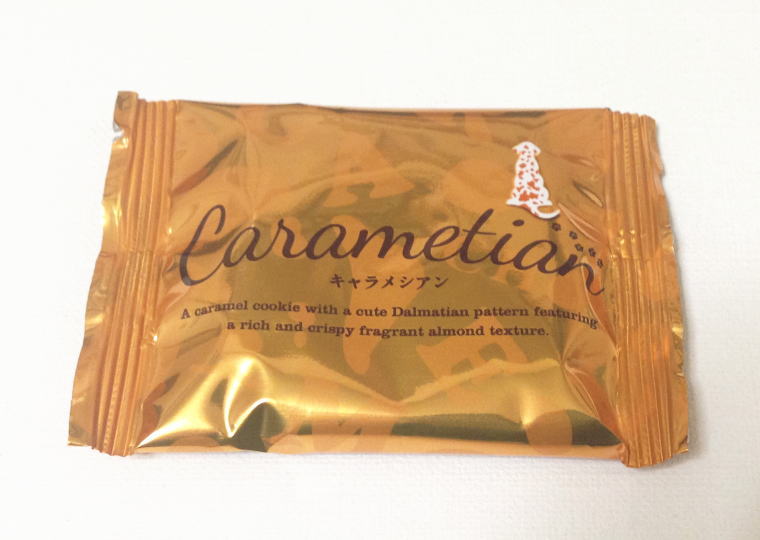 Carametian
キャラメシアン
A caramel cookie with a cute Dalmatian pattern featuring
a rich and crispy fragrant almond texture.